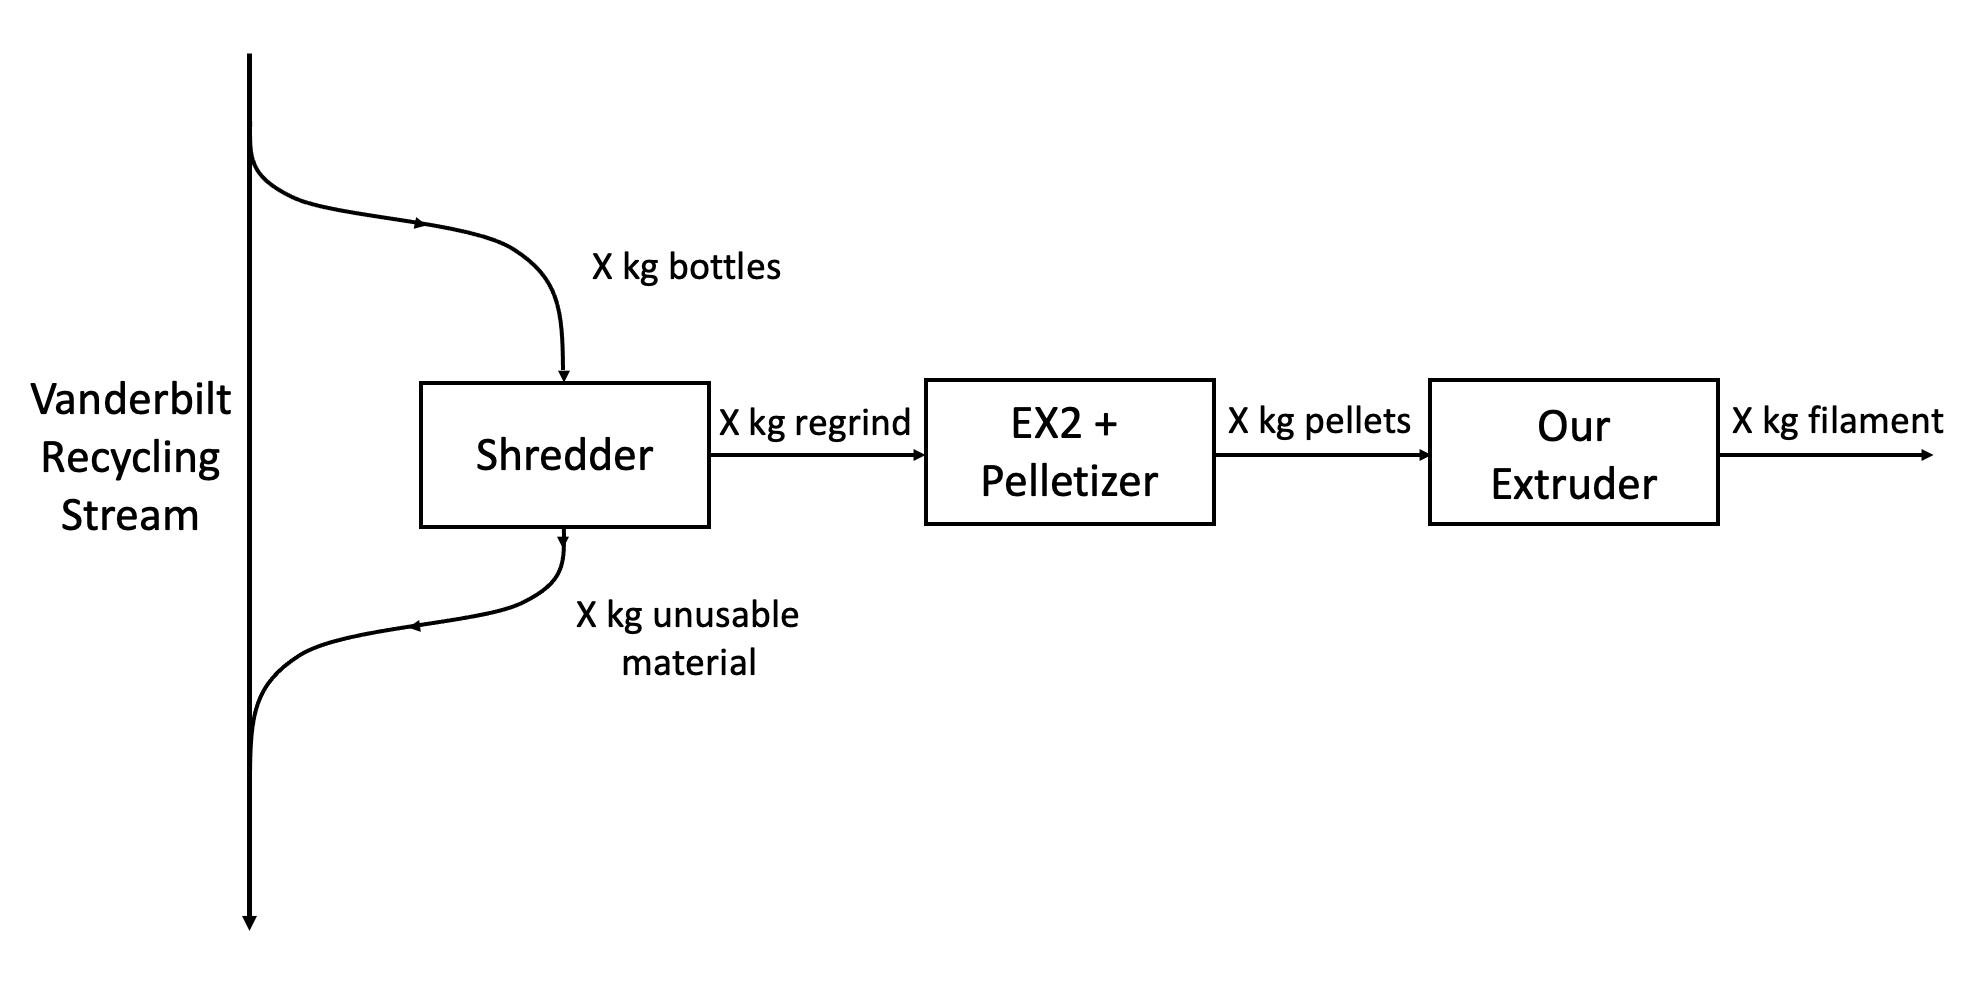 X kg bottles
Vanderbilt
Recycling
Stream
Shredder
X kg regrind
EX2 +
Pelletizer
X kg pellets
Our
Extruder
X kg filament
X kg unusable
material